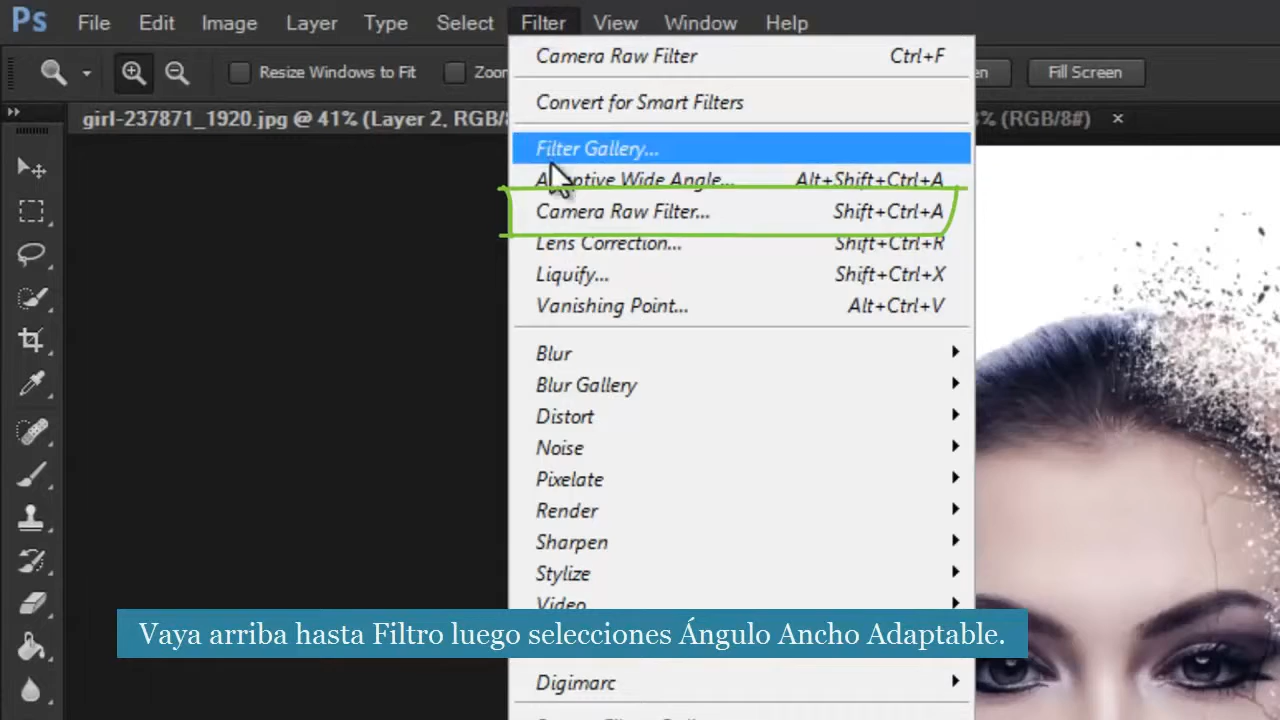 Ps File Edit Image Layer Type Select Filter View Window Help
Resize Windows to Fit Fill Screen
girl-237871_1920.jpg @ 41% (Layer 2, RGB/8 % (RGB/8#) ×
Camera Raw Filter Ctrl+F
Convert for Smart Filters
Filter Gallery...
Adaptive Wide Angle... Alt+Shift+Ctrl+A
Camera Raw Filter... Shift+Ctrl+A
Lens Correction... Shift+Ctrl+R
Liquify... Shift+Ctrl+X
Vanishing Point... Alt+Ctrl+V
Blur
Blur Gallery
Distort
Noise
Pixelate
Render
Sharpen
Stylize
Video
Vaya arriba hasta Filtro luego selecciones Ángulo Ancho Adaptable.
Digimarc